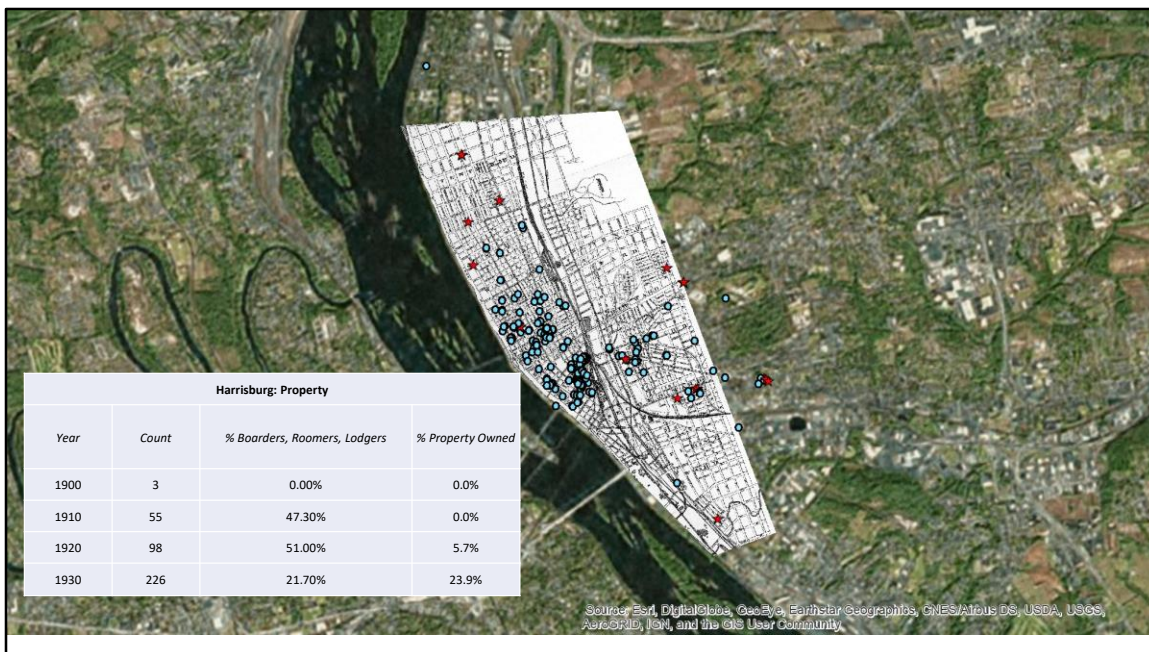 Harrisburg: Property
Year Count % Boarders, Roomers, Lodgers % Property Owned
1900 3 0.00% 0.0%
1910 55 47.30% 0.0%
1920 98 51.00% 5.7%
1930 226 21.70% 23.9%
Source: Esri, DigitalGlobe, GeoEye, Earthstar Geographics, CNES/Airbus DS, USDA, USGS,
AeroGRID, IGN, and the GIS User Community